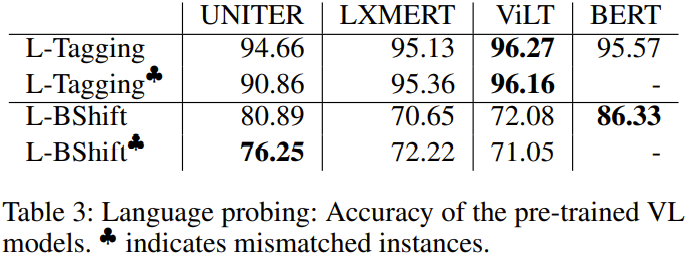 UNITER LXMERT ViLT BERT
L-Tagging 94.66 95.13 96.27 95.57
L-Tagging♣ 90.86 95.36 96.16 -
L-BShift 80.89 70.65 72.08 86.33
L-BShift♣ 76.25 72.22 71.05 -
Table 3: Language probing: Accuracy of the pre-trained VL
models. ♣ indicates mismatched instances.